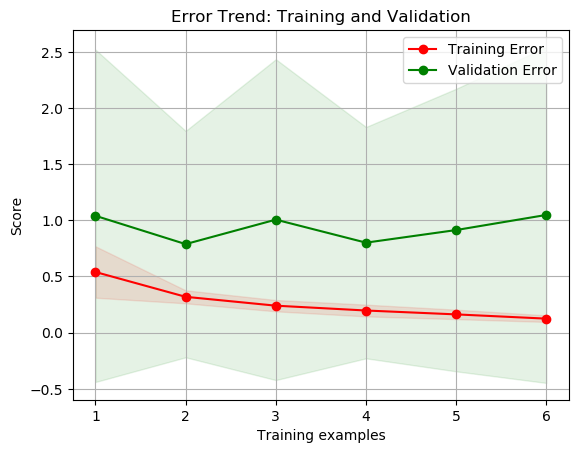 Error Trend: Training and Validation
Training Error
Validation Error
2.5
2.0
1.5
1.0
0.5
0.0
−0.5
Score
1 2 3 4 5 6
Training examples